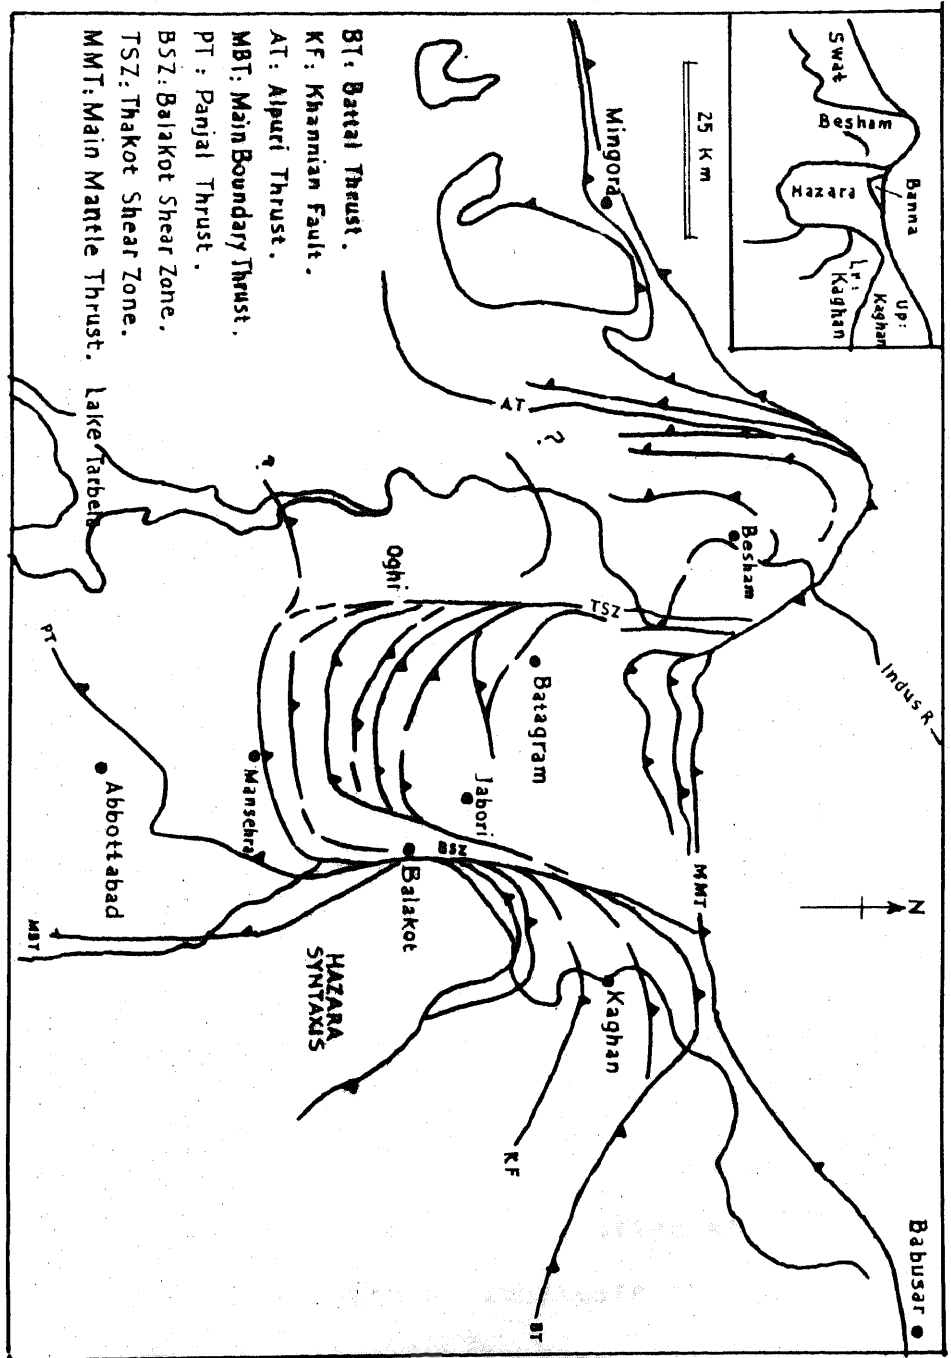 Swat
Besham
Banna
Hazara
Up:
Kaghan
Lr:
Kaghan
25 Km
Mingora
N
Babusar
Indus R
Besham
MMT
Kaghan
TSZ
Batagram
Jabori
?
AT
KF
BT
Oghi
BSZ
Balakot
?
HAZARA
SYNTAXIS
Mansehra
PT
Abbottabad
MBT
Lake Tarbela
BT: Battal Thrust.
KF: Khannian Fault.
AT: Alpuri Thrust.
MBT: Main Boundary Thrust.
PT: Panjal Thrust.
BSZ: Balakot Shear Zone.
TSZ: Thakot Shear Zone.
MMT: Main Mantle Thrust.